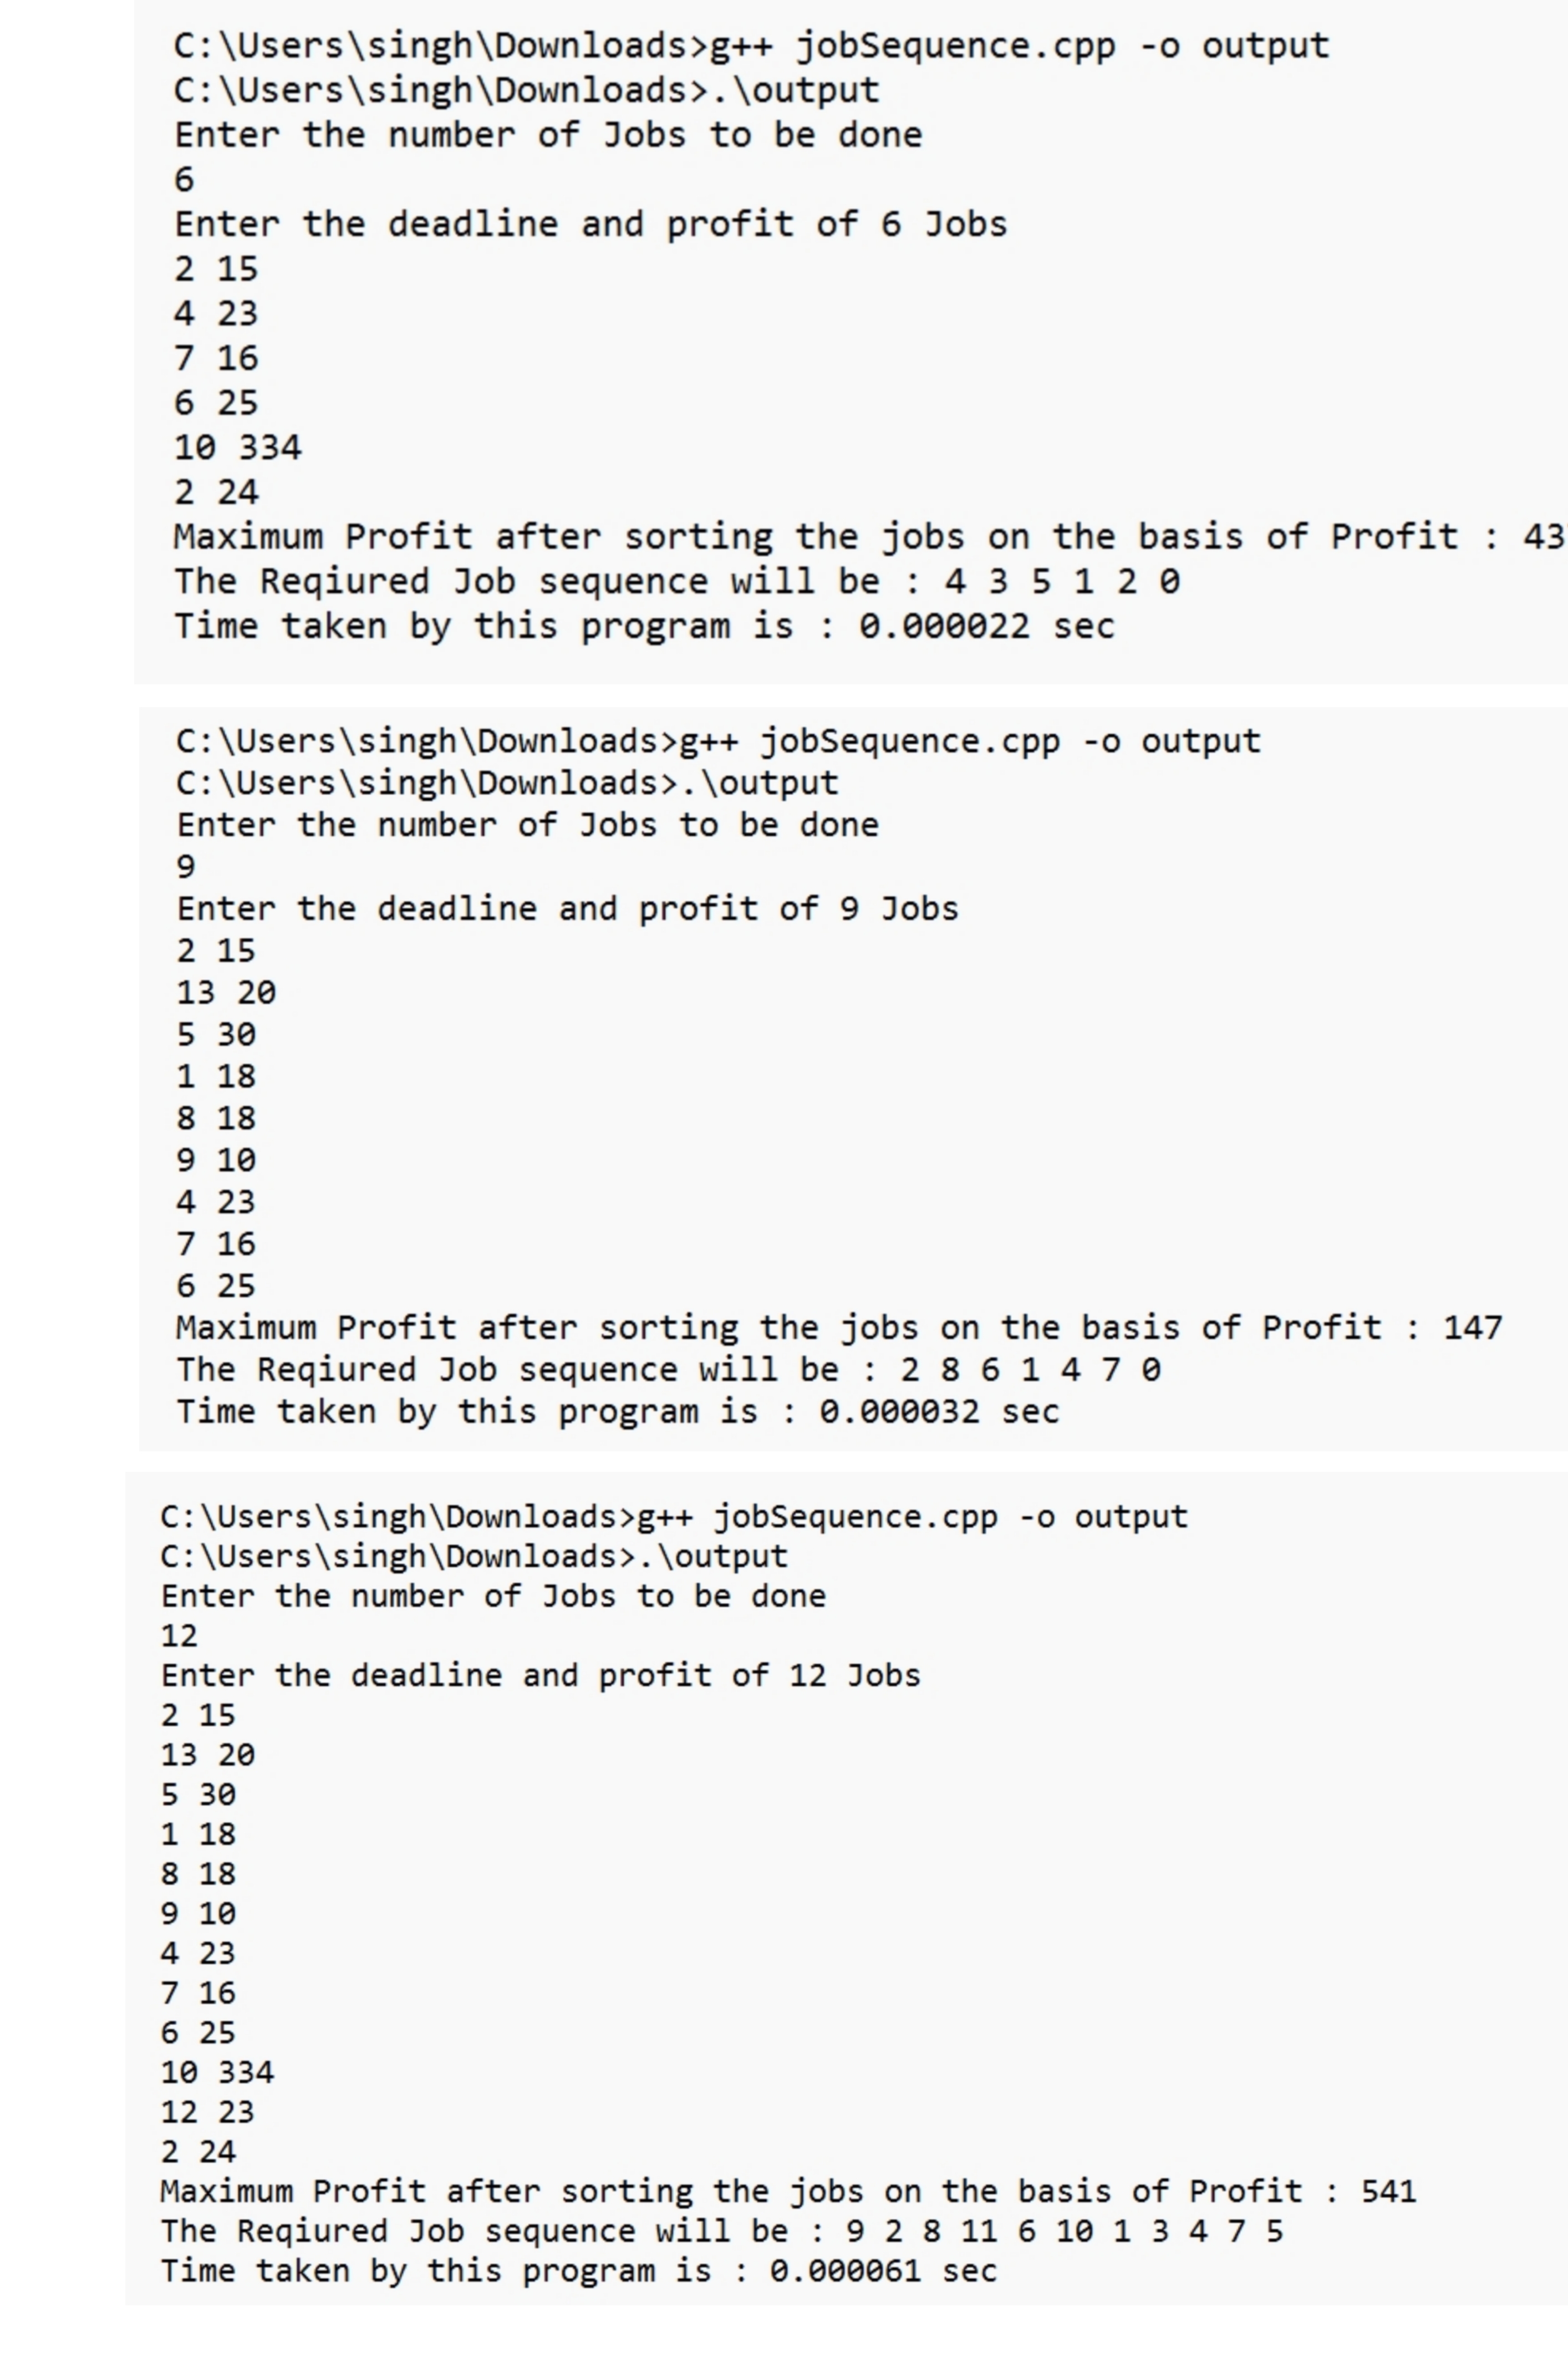 C:\Users\singh\Downloads>g++ jobSequence.cpp -o output
C:\Users\singh\Downloads>.\output
Enter the number of Jobs to be done
6
Enter the deadline and profit of 6 Jobs
2 15
4 23
7 16
6 25
10 334
2 24
Maximum Profit after sorting the jobs on the basis of Profit : 43
The Reqiured Job sequence will be : 4 3 5 1 2 0
Time taken by this program is : 0.000022 sec
C:\Users\singh\Downloads>g++ jobSequence.cpp -o output
C:\Users\singh\Downloads>.\output
Enter the number of Jobs to be done
9
Enter the deadline and profit of 9 Jobs
2 15
13 20
5 30
1 18
8 18
9 10
4 23
7 16
6 25
Maximum Profit after sorting the jobs on the basis of Profit : 147
The Reqiured Job sequence will be : 2 8 6 1 4 7 0
Time taken by this program is : 0.000032 sec
C:\Users\singh\Downloads>g++ jobSequence.cpp -o output
C:\Users\singh\Downloads>.\output
Enter the number of Jobs to be done
12
Enter the deadline and profit of 12 Jobs
2 15
13 20
5 30
1 18
8 18
9 10
4 23
7 16
6 25
10 334
12 23
2 24
Maximum Profit after sorting the jobs on the basis of Profit : 541
The Reqiured Job sequence will be : 9 2 8 11 6 10 1 3 4 7 5
Time taken by this program is : 0.000061 sec